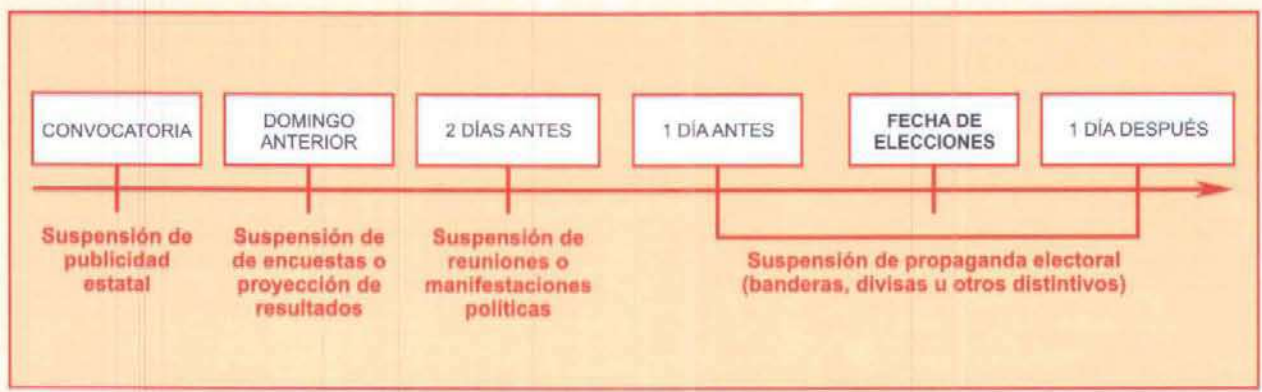 CONVOCATORIA
DOMINGO
ANTERIOR
2 DÍAS ANTES
1 DÍA ANTES
FECHA DE
ELECCIONES
1 DÍA DESPUÉS
Suspensión de
publicidad
estatal
Suspensión de
de encuestas o
proyección de
resultados
Suspensión de
reuniones o
manifestaciones
políticas
Suspensión de propaganda electoral
(banderas, divisas u otros distintivos)